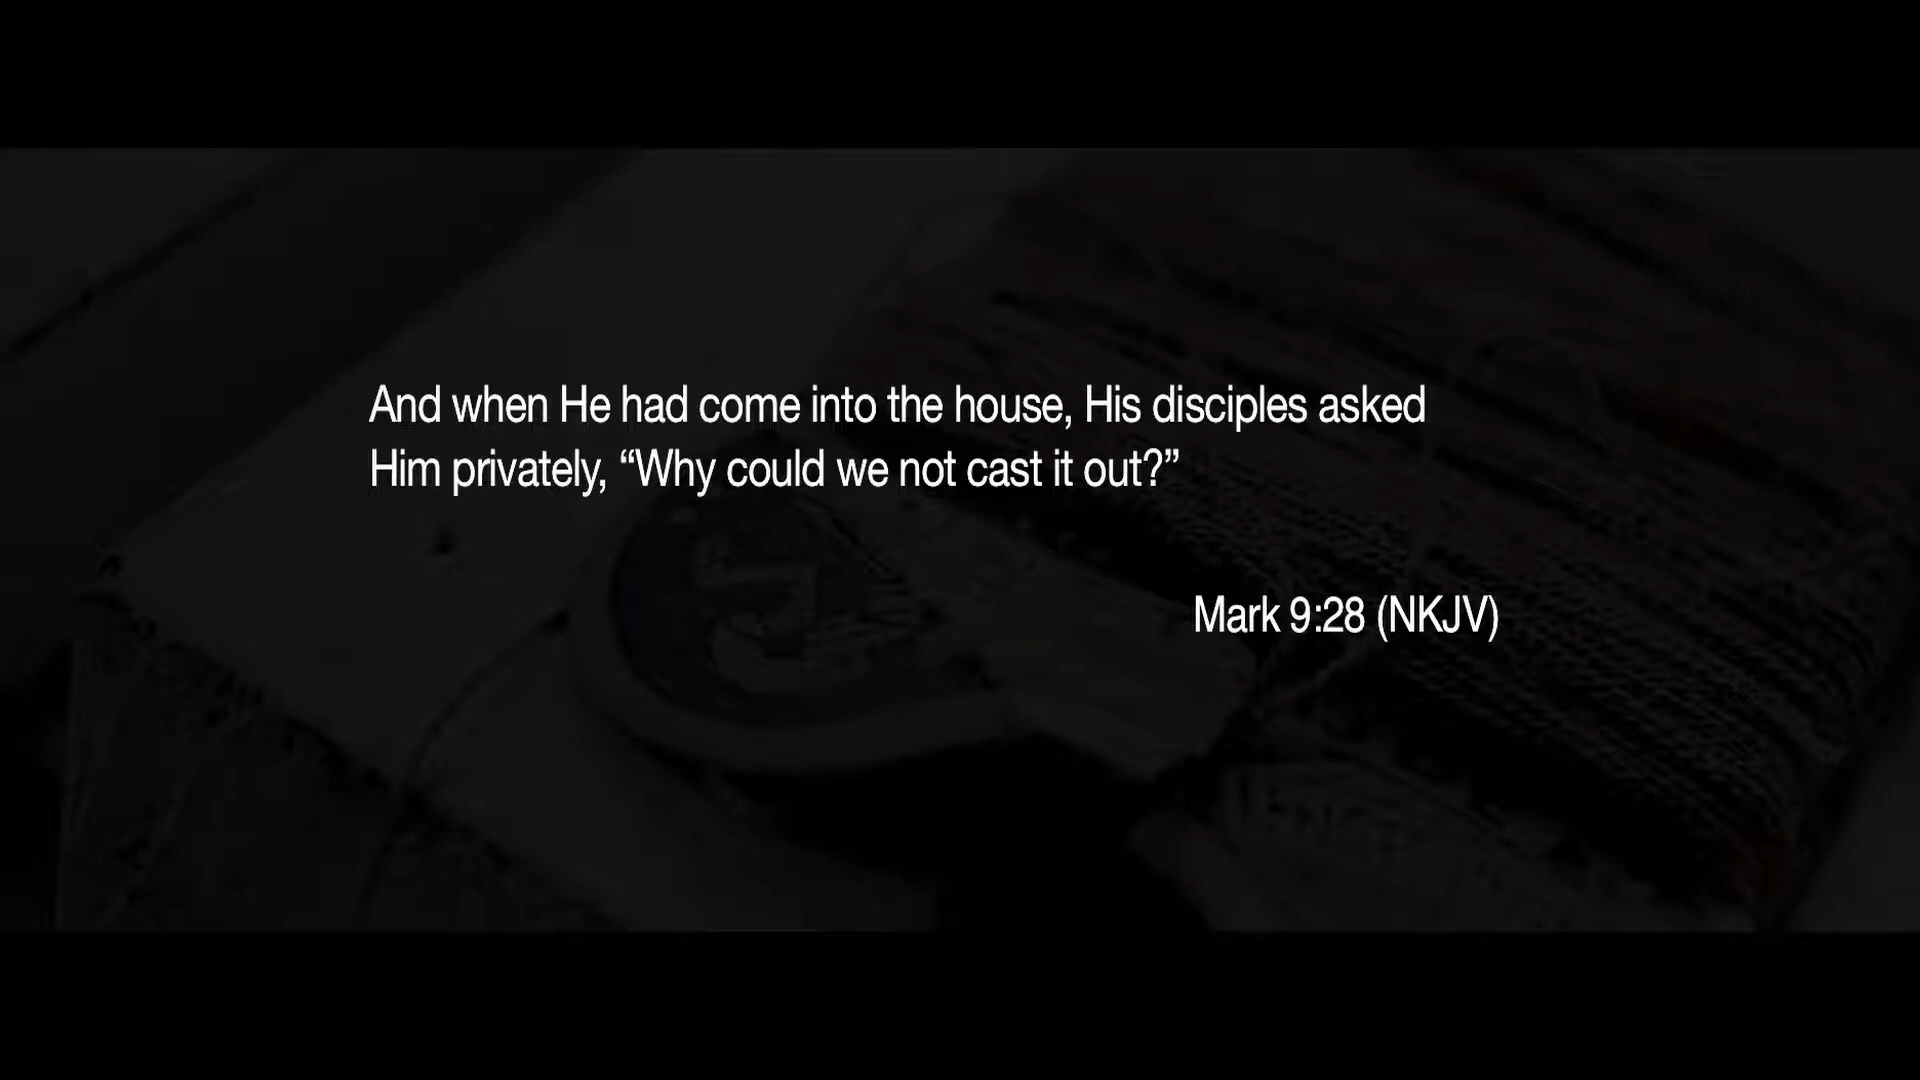 And when He had come into the house, His disciples asked
Him privately, “Why could we not cast it out?”
Mark 9:28 (NKJV)